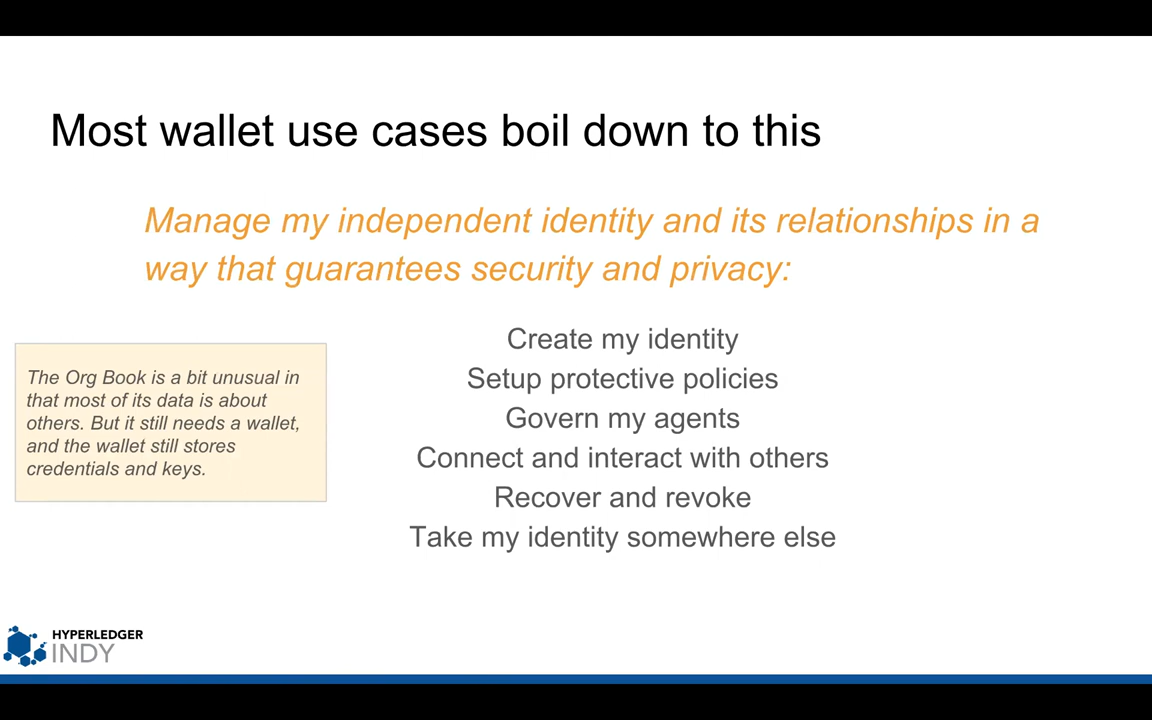 Most wallet use cases boil down to this
Manage my independent identity and its relationships in a
way that guarantees security and privacy:
Create my identity
Setup protective policies
Govern my agents
Connect and interact with others
Recover and revoke
Take my identity somewhere else
The Org Book is a bit unusual in
that most of its data is about
others. But it still needs a wallet,
and the wallet still stores
credentials and keys.
HYPERLEDGER
INDY